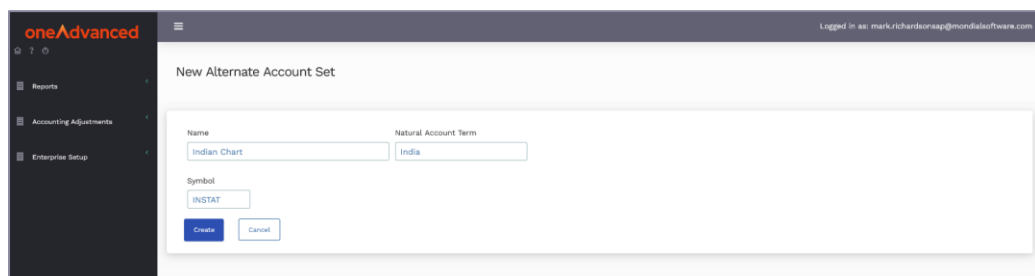 oneAdvanced
Logged in as: mark.richardsonsap@mondialsoftware.com
?
Reports
Accounting Adjustments
Enterprise Setup
New Alternate Account Set
Name
Natural Account Term
Indian Chart
India
Symbol
INSTAT
Create
Cancel